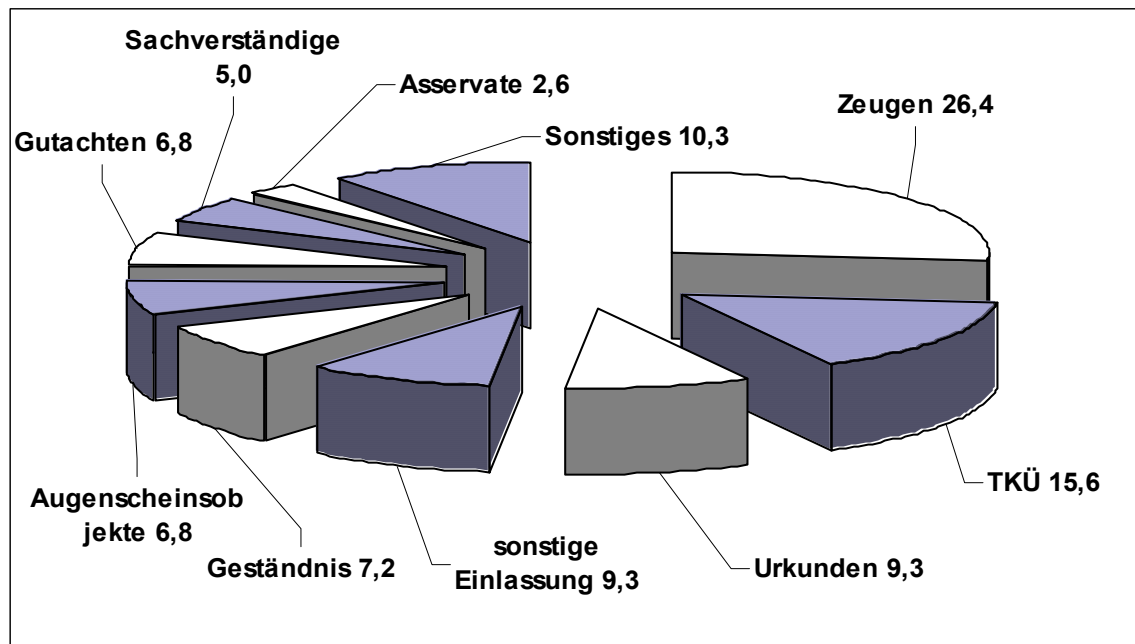 Sachverständige
5,0
Asservate 2,6
Zeugen 26,4
Gutachten 6,8
Sonstiges 10,3
Augenscheinsob
jekte 6,8
Geständnis 7,2
sonstige
Einlassung 9,3
Urkunden 9,3
TKÜ 15,6